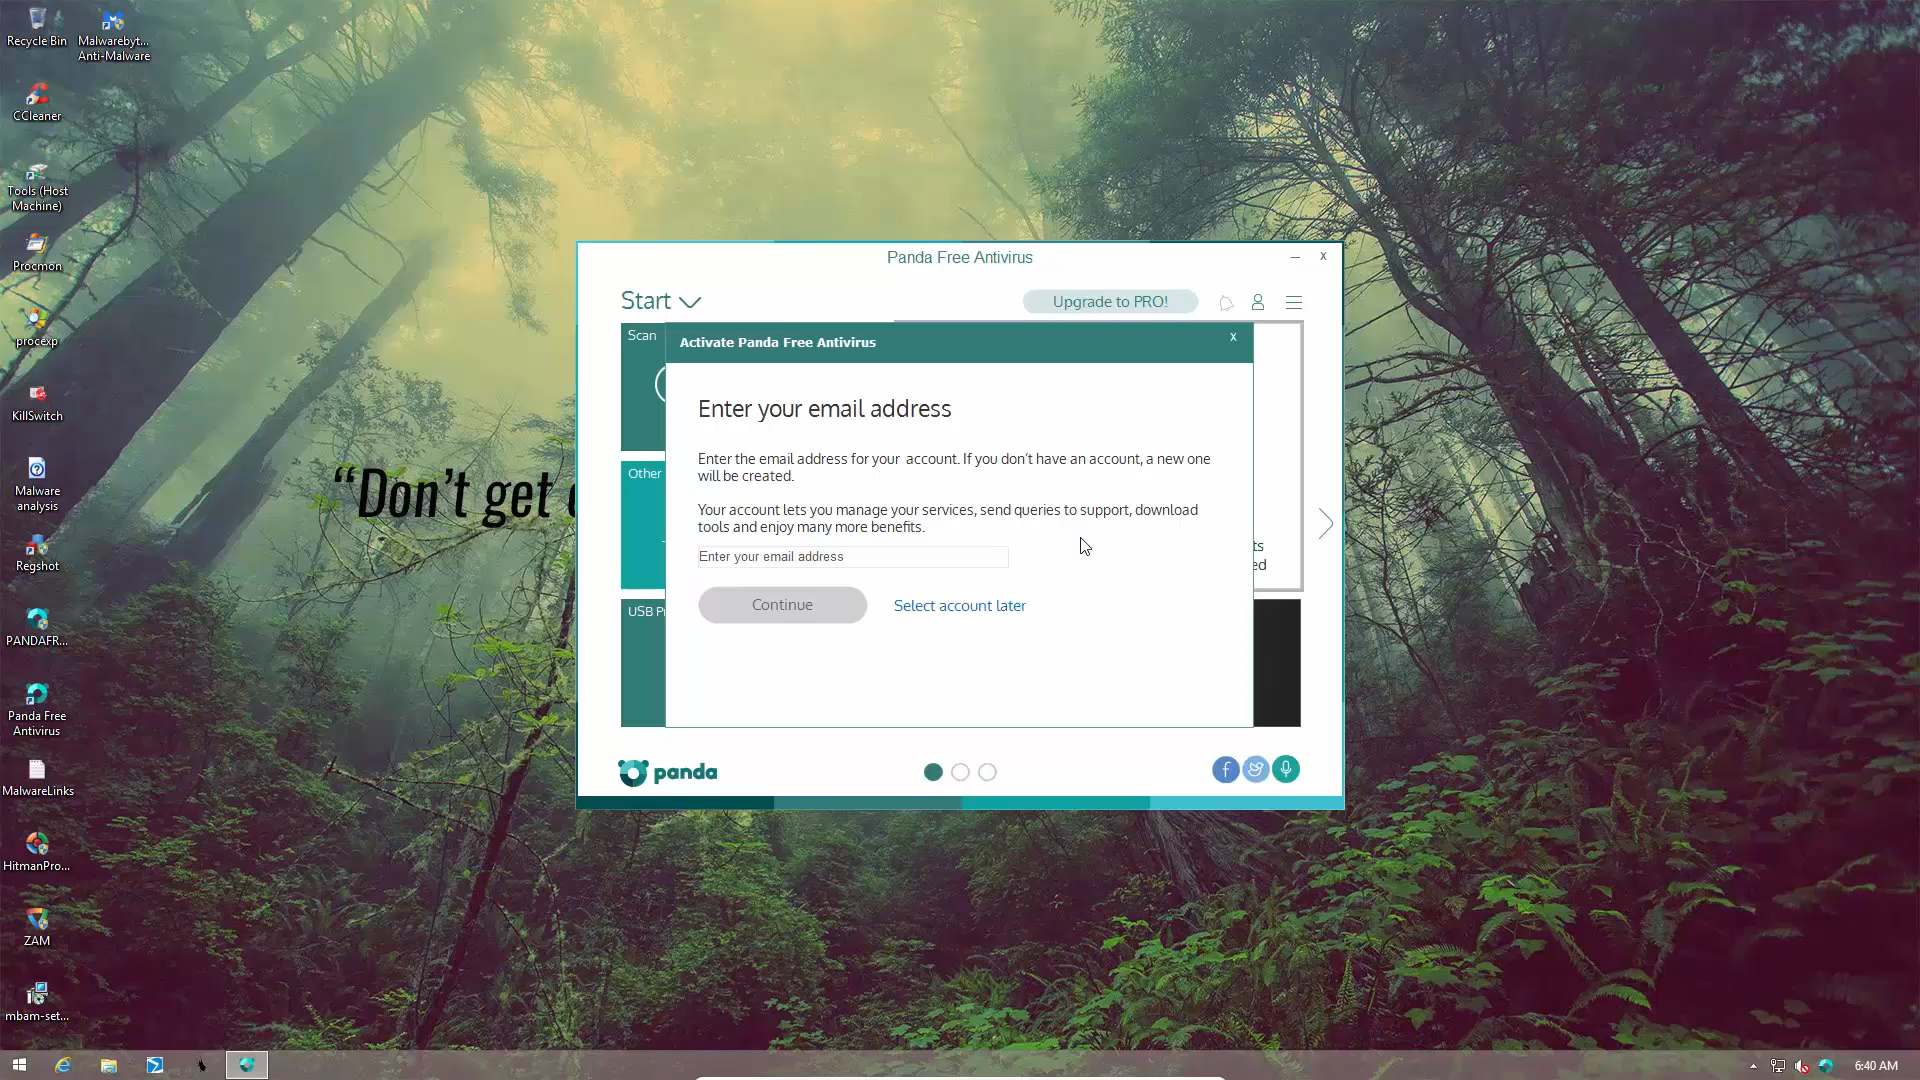 Recycle Bin
Malwarebyt...
Anti-Malware
CCleaner
Tools (Host
Machine)
Procmon
procexp
KillSwitch
Malware
analysis
Regshot
PANDAFR...
Panda Free
Antivirus
MalwareLinks
HitmanPro...
ZAM
mbam-set...
“Don’t get
Panda Free Antivirus
x
Start
Upgrade to PRO!
Scan
Activate Panda Free Antivirus
x
Enter your email address
Enter the email address for your account. If you don’t have an account, a new one
will be created.
Your account lets you manage your services, send queries to support, download
tools and enjoy many more benefits.
Enter your email address
Continue
Select account later
Other
ts
ed
USB Pr
panda
6:40 AM